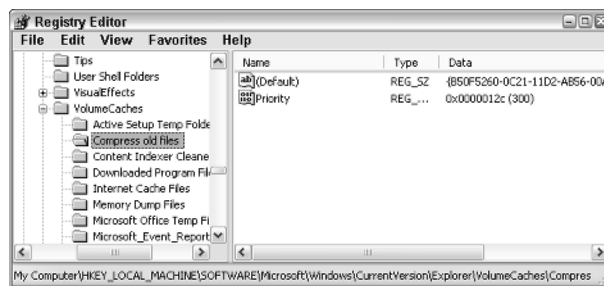 Registry Editor
File Edit View Favorites Help
Tips
User Shell Folders
VisualEffects
VolumeCaches
Active Setup Temp Folde
Compress old files
Content Indexer Cleane
Downloaded Program Fil
Internet Cache Files
Memory Dump Files
Microsoft Office Temp Fi
Microsoft_Event_Report
Name Type Data
ab (Default) REG_SZ {B50F5260-0C21-11D2-AB56-00A
Priority REG_... 0x0000012c (300)
My Computer\HKEY_LOCAL_MACHINE\SOFTWARE\Microsoft\Windows\CurrentVersion\Explorer\VolumeCaches\Compres